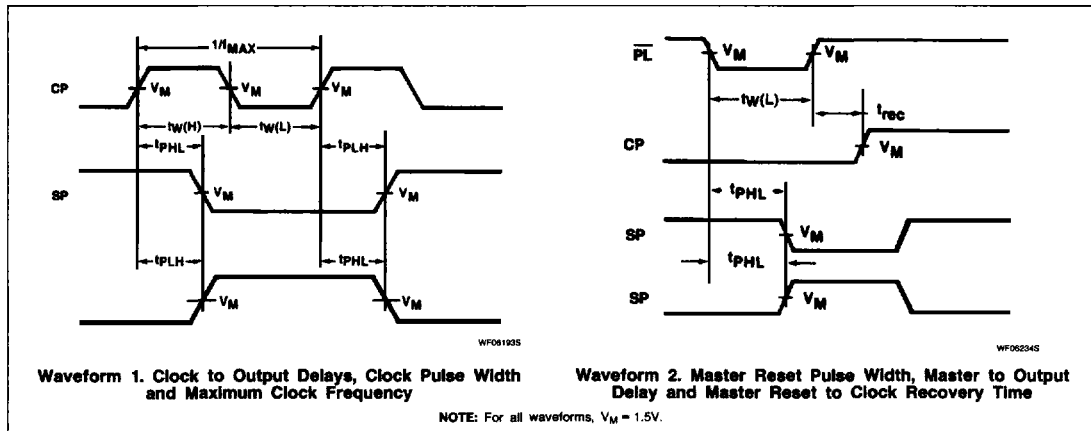 1/fMAX
CP
VM
VM
VM
tW(H)
tW(L)
tPHL
tPLH
SP
VM
VM
tPLH
tPHL
VM
VM
WF06193S
Waveform 1. Clock to Output Delays, Clock Pulse Width
and Maximum Clock Frequency
PL
VM
VM
tW(L)
trec
CP
VM
tPHL
SP
VM
tPHL
SP
VM
WF06234S
Waveform 2. Master Reset Pulse Width, Master to Output
Delay and Master Reset to Clock Recovery Time
NOTE: For all waveforms, VM = 1.5V.